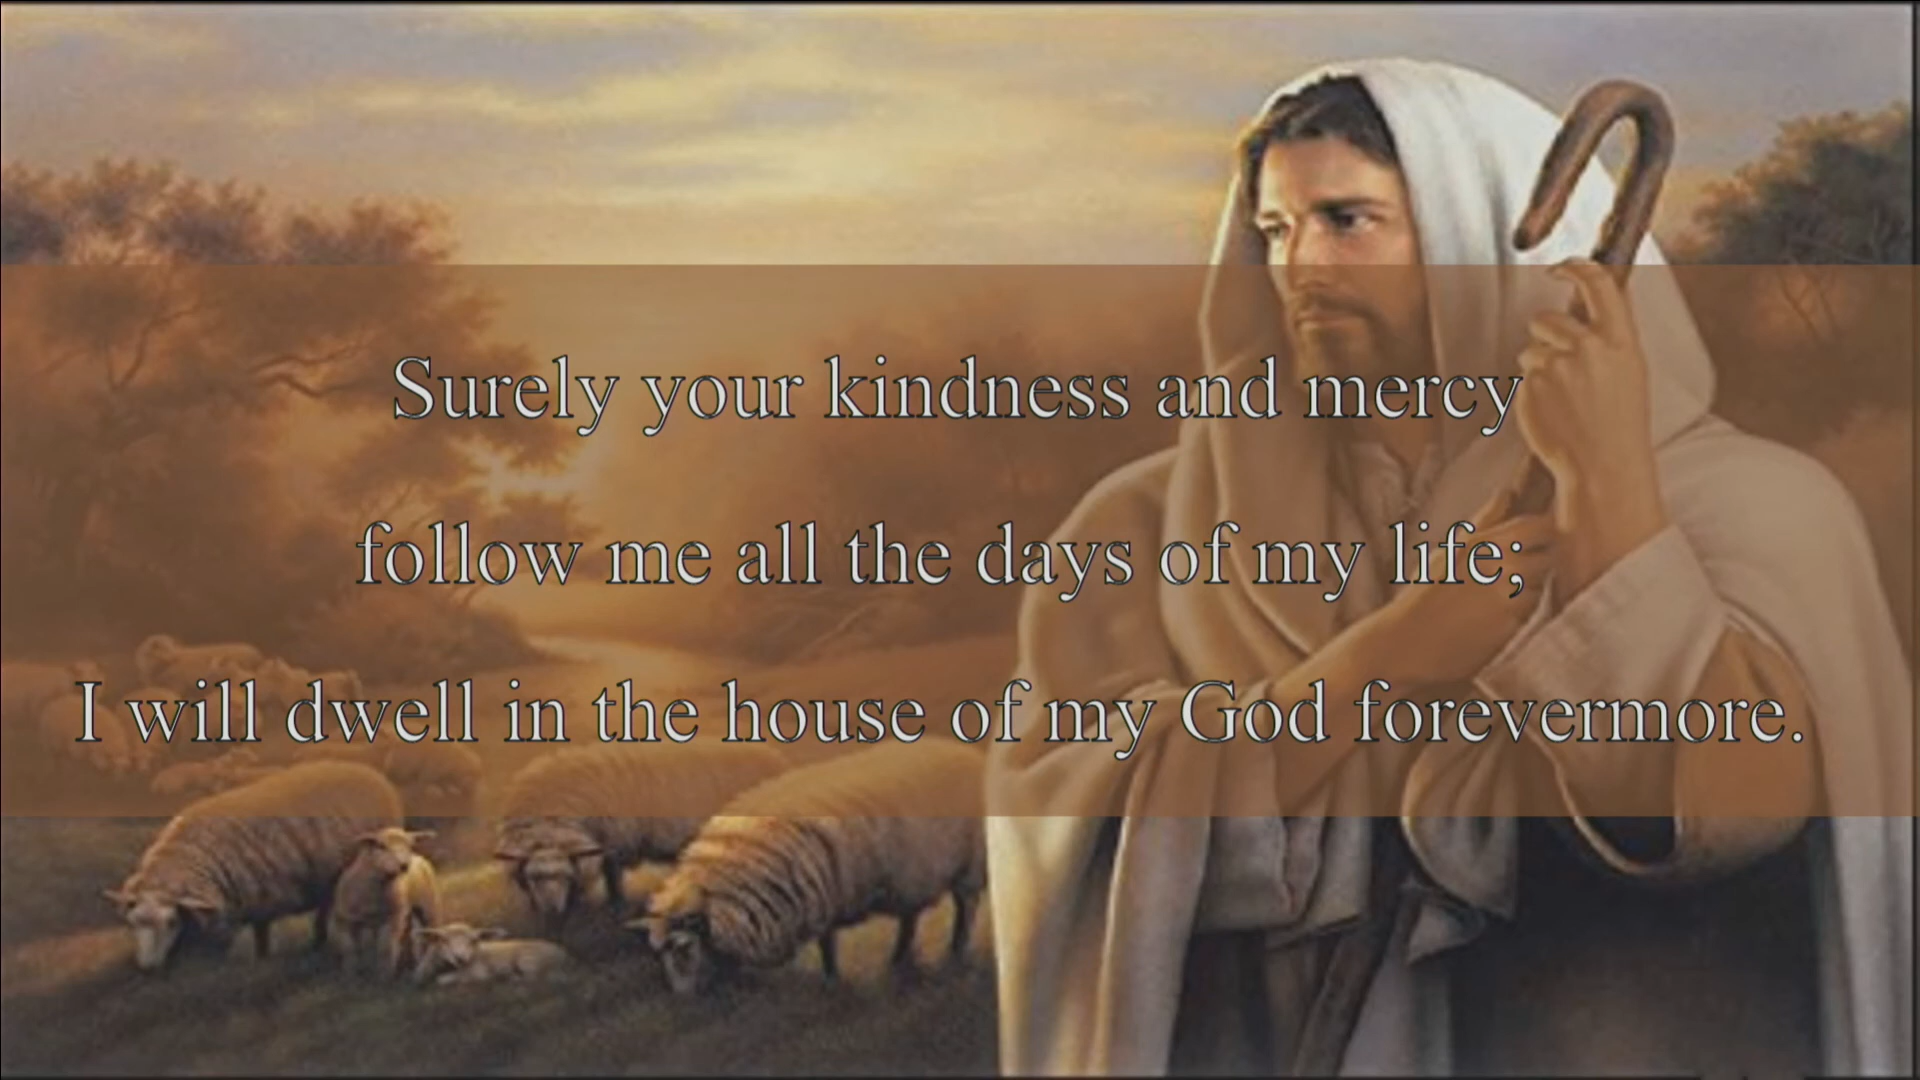 Surely your kindness and mercy
follow me all the days of my life;
I will dwell in the house of my God forevermore.